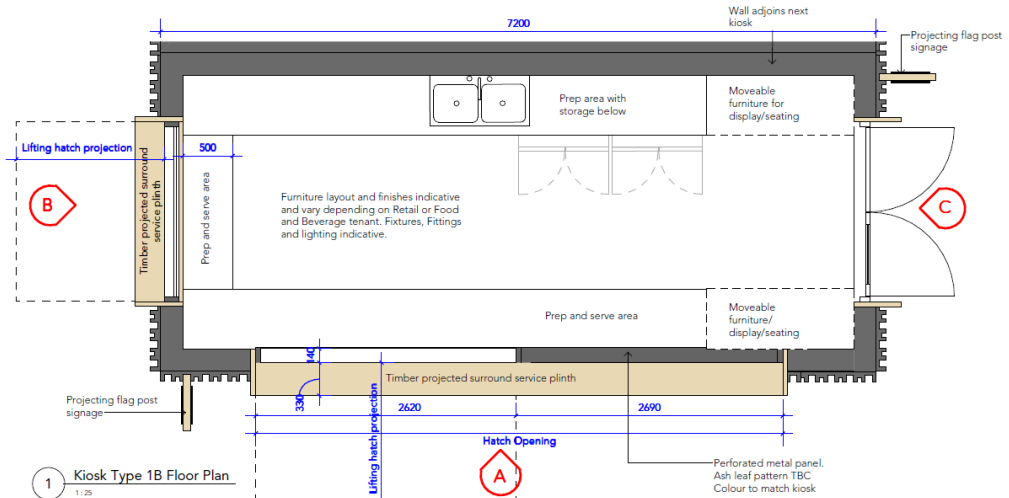 Wall adjoins next
kiosk
7200
Projecting flag post
signage
Moveable
furniture for
display/seating
Prep area with
storage below
Lifting hatch projection
500
B
Timber projected surround
service plinth
Prep and serve area
Furniture layout and finishes indicative
and vary depending on Retail or Food
and Beverage tenant. Fixtures, Fittings
and lighting indicative.
C
Prep and serve area
Moveable
furniture/
display/seating
140
Timber projected surround service plinth
330
Lifting hatch projection
Projecting flag post
signage
2620
2690
Hatch Opening
A
Perforated metal panel.
Ash leaf pattern TBC
Colour to match kiosk
1
Kiosk Type 1B Floor Plan
1 : 25